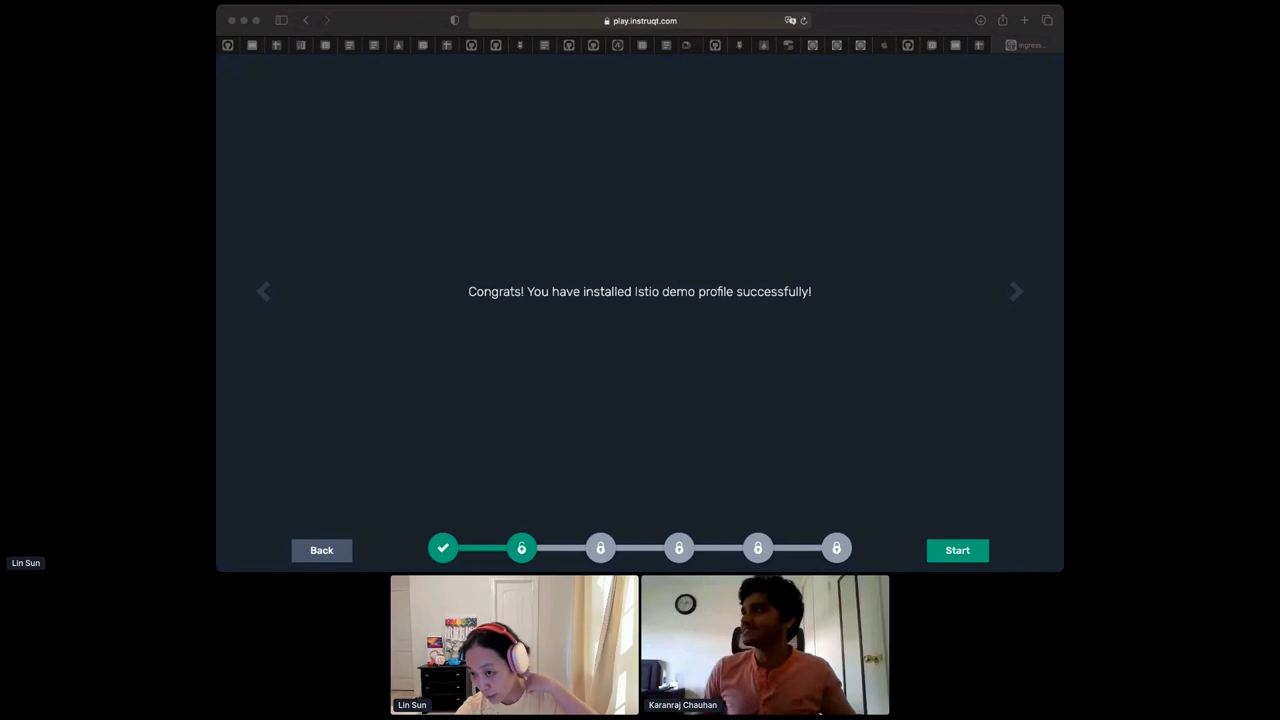 play.instruqt.com
Ingress...
Congrats! You have installed Istio demo profile successfully!
Back
Start
Lin Sun
Lin Sun
Karanraj Chauhan